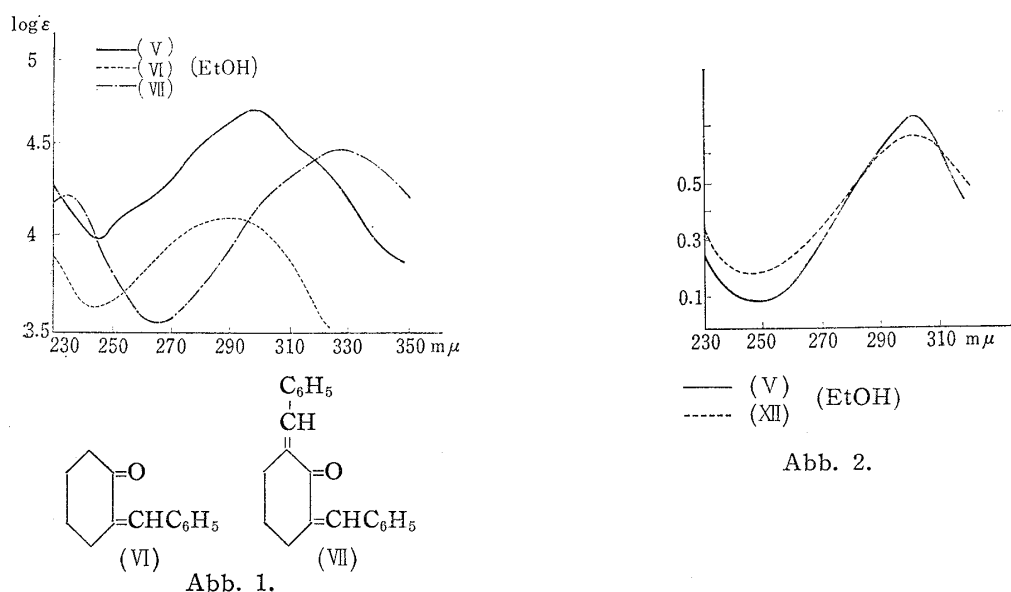 log ε
5
4.5
4
3.5
(V)
(VI) (EtOH)
(VII)
230 250 270 290 310 330 350 mμ
C₆H₅
CH
=O
=CHC₆H₅
(VI)
=O
=CHC₆H₅
(VII)
Abb. 1.
0.5
0.3
0.1
230 250 270 290 310
(V)
(XII) (EtOH)
Abb. 2.